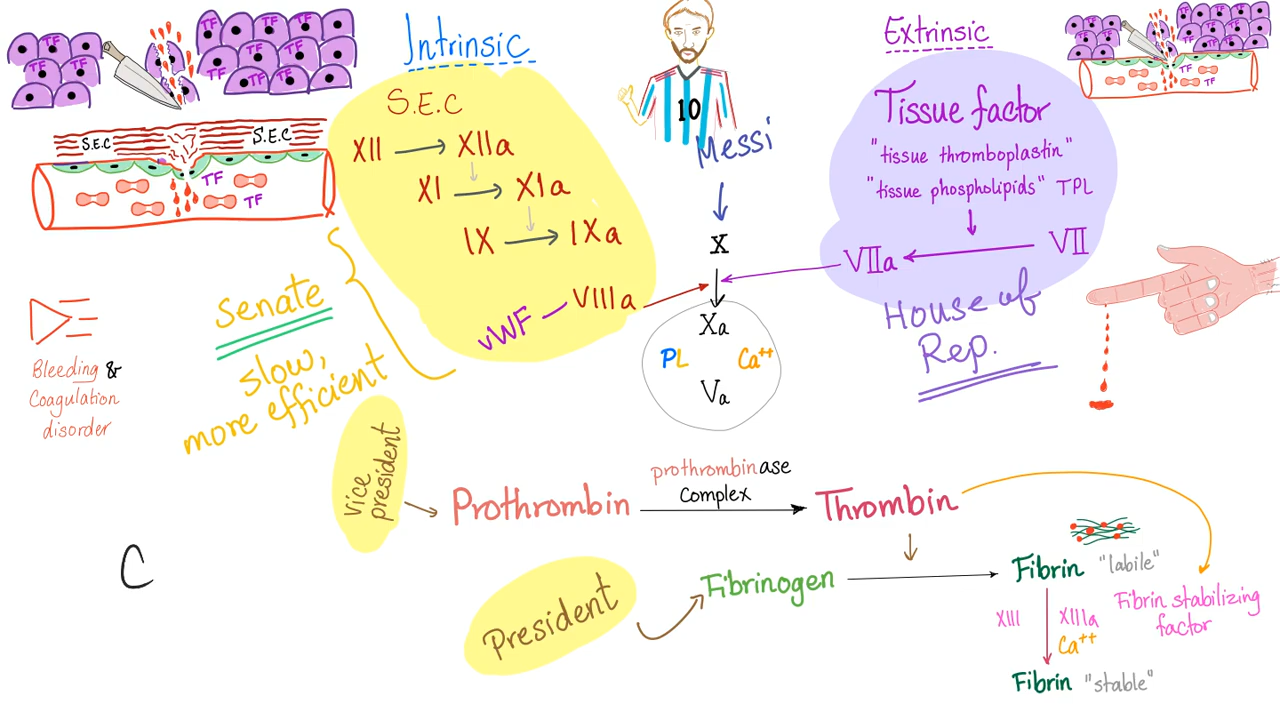 TF TF
TF TF
TF
TF TF TF
TF TF TF
TF TF TF
S.E.C S.E.C
TF
TF
Intrinsic
S.E.C
XII XIIa
XI XIa
IX IXa
vWF VIIIa
10
Messi
X
Xa
PL Ca++
Va
Extrinsic
Tissue factor
"tissue thromboplastin"
"tissue phospholipids" TPL
VIIa VII
House of
Rep.
TF
TF
Senate
slow,
more efficient
Bleeding &
Coagulation
disorder
Vice
president
Prothrombin
prothrombinase
Complex
Thrombin
President
Fibrinogen
Fibrin "labile"
XIII XIIIa
Ca++
Fibrin stabilizing
factor
Fibrin "stable"
C